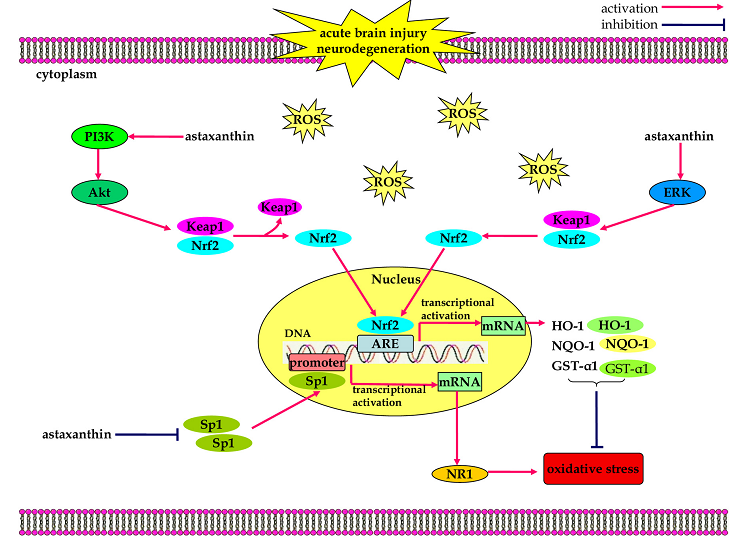 activation
inhibition
acute brain injury
neurodegeneration
cytoplasm
ROS
ROS
ROS
ROS
PI3K
astaxanthin
astaxanthin
Akt
ERK
Keap1
Keap1
Nrf2
Nrf2
Nrf2
Keap1
Nrf2
Nucleus
transcriptional
activation
Nrf2
mRNA
HO-1 HO-1
DNA
ARE
NQO-1 NQO-1
promoter
GST-α1 GST-α1
Sp1
mRNA
transcriptional
activation
Sp1
astaxanthin
Sp1
NR1
oxidative stress